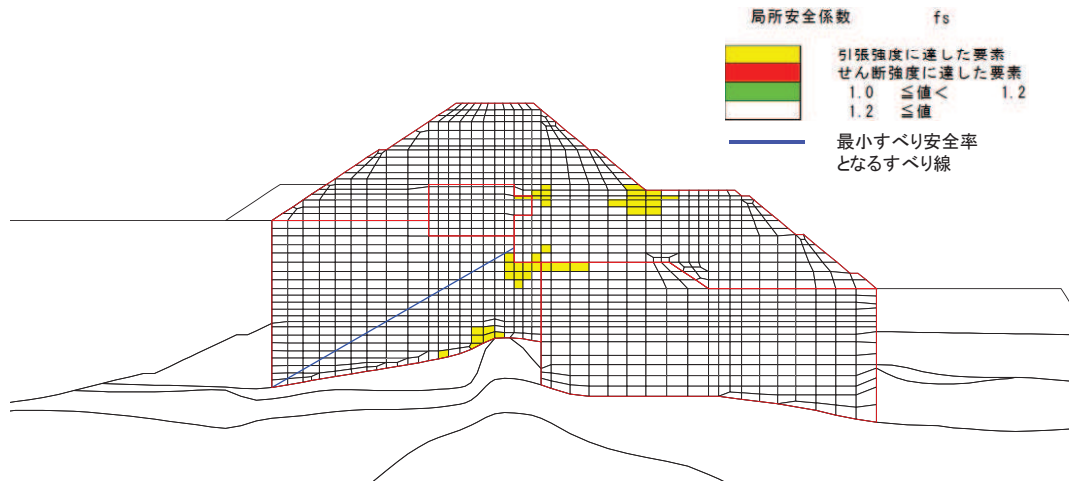 局所安全係数 fs
引張強度に達した要素
せん断強度に達した要素
1.0 ≦値< 1.2
1.2 ≦値
最小すべり安全率
となるすべり線